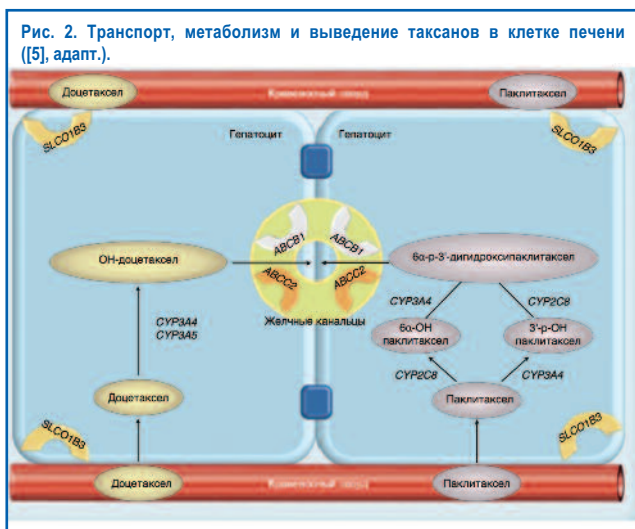 Рис. 2. Транспорт, метаболизм и выведение таксанов в клетке печени
([5], адапт.).
Доцетаксел
Кровеносный сосуд
Паклитаксел
SLCO1B3
Гепатоцит
Гепатоцит
SLCO1B3
ABCB1
ABCB1
ОН-доцетаксел
6α-р-3'-дигидроксипаклитаксел
ABCC2
ABCC2
CYP3A4
CYP2C8
Желчные канальцы
CYP3A4
CYP3A5
6α-ОН
паклитаксел
3'-р-ОН
паклитаксел
CYP2C8
CYP3A4
Доцетаксел
Паклитаксел
SLCO1B3
SLCO1B3
Доцетаксел
Кровеносный сосуд
Паклитаксел